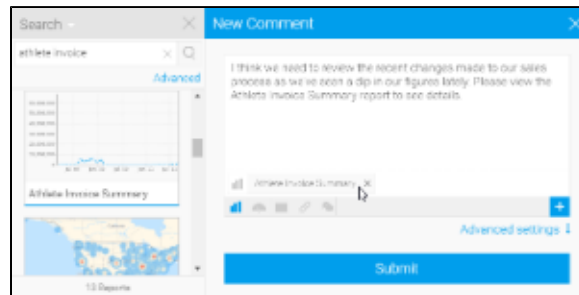 Search
New Comment
athlete invoice
Advanced
I think we need to review the recent changes made to our sales
process as we've seen a dip in our figures lately. Please view the
Athlete Invoice Summary report to see details.
Athlete Invoice Summary
Athlete Invoice Summary
Advanced settings
Submit
13 Reports